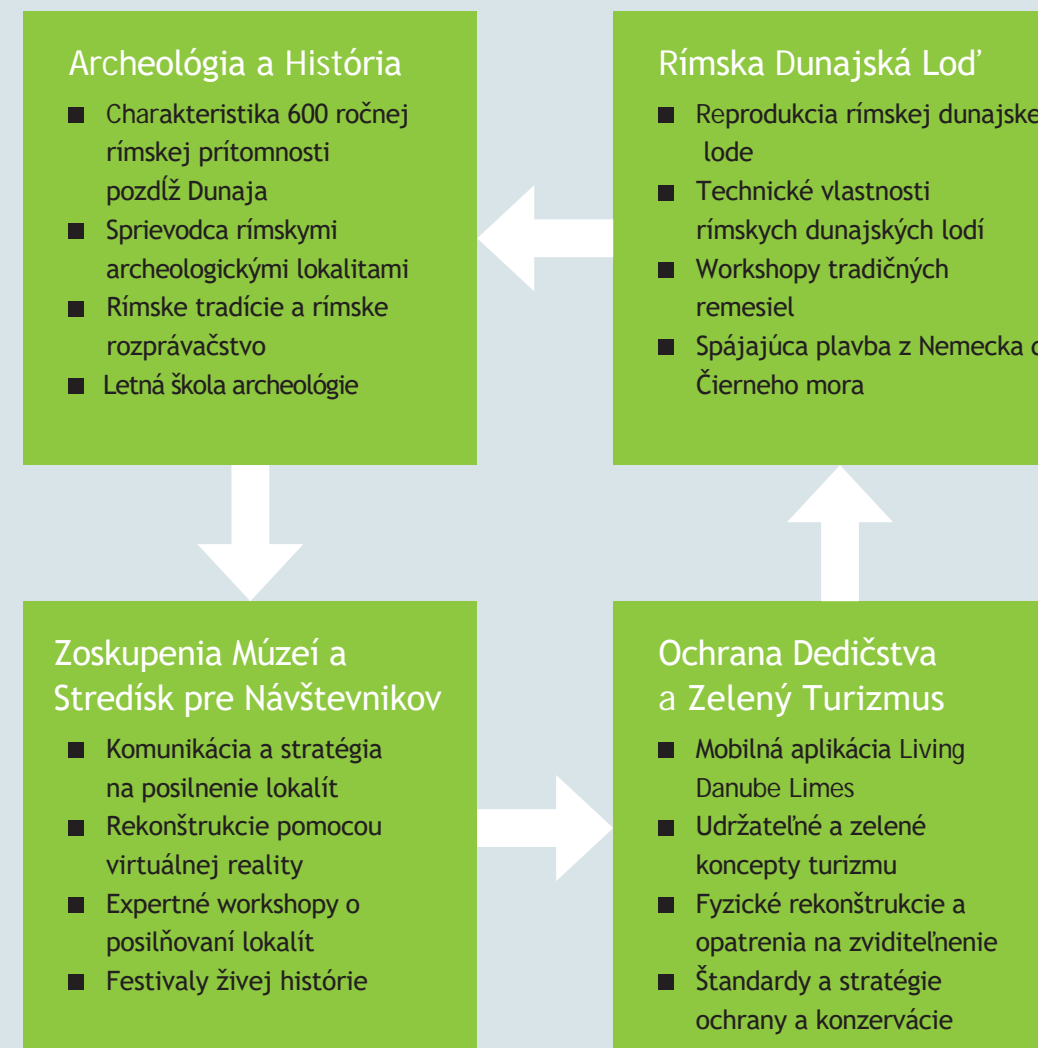 Archeológia a História
■ Charakteristika 600 ročnej
rímskej prítomnosti
pozdĺž Dunaja
■ Sprievodca rímskymi
archeologickými lokalitami
■ Rímske tradície a rímske
rozprávačstvo
■ Letná škola archeológie
Rímska Dunajská Loď
■ Reprodukcia rímskej dunajske
lode
■ Technické vlastnosti
rímskych dunajských lodí
■ Workshopy tradičných
remesiel
■ Spájajúca plavba z Nemecka
Čierneho mora
Zoskupenia Múzeí a
Stredísk pre Návštevnikov
■ Komunikácia a stratégia
na posilnenie lokalít
■ Rekonštrukcie pomocou
virtuálnej reality
■ Expertné workshopy o
posilňovaní lokalít
■ Festivaly živej histórie
Ochrana Dedičstva
a Zelený Turizmus
■ Mobilná aplikácia Living
Danube Limes
■ Udržateľné a zelené
koncepty turizmu
■ Fyzické rekonštrukcie a
opatrenia na zviditeľnenie
■ Štandardy a stratégie
ochrany a konzervácie